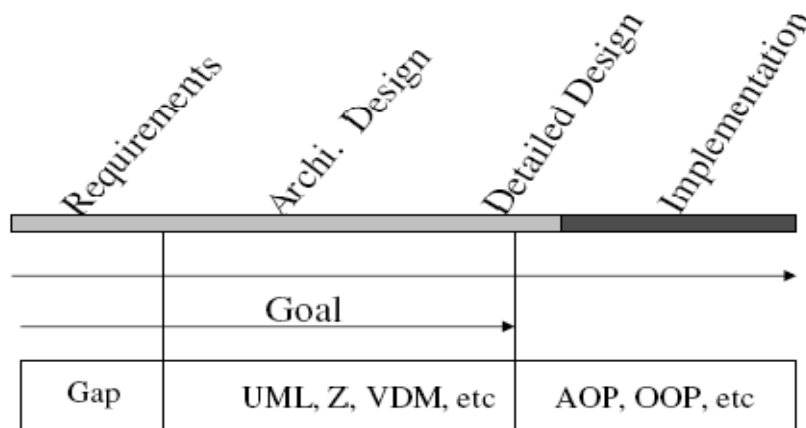 Requirements
Archi. Design
Detailed Design
Implementation
Goal
Gap
UML, Z, VDM, etc
AOP, OOP, etc